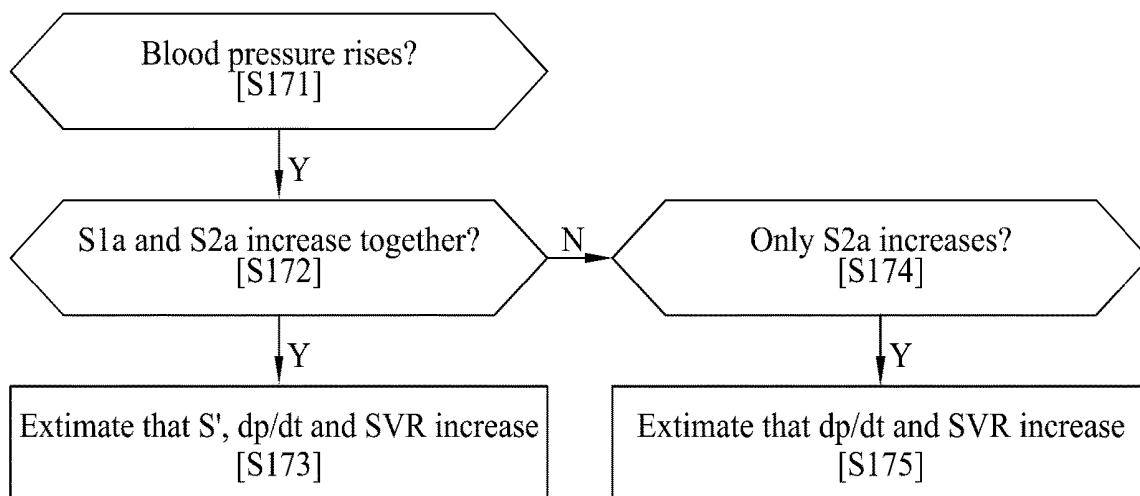 Blood pressure rises?
[S171]
Y
S1a and S2a increase together?
[S172]
N
Only S2a increases?
[S174]
Y
Y
Extimate that S', dp/dt and SVR increase
[S173]
Extimate that dp/dt and SVR increase
[S175]